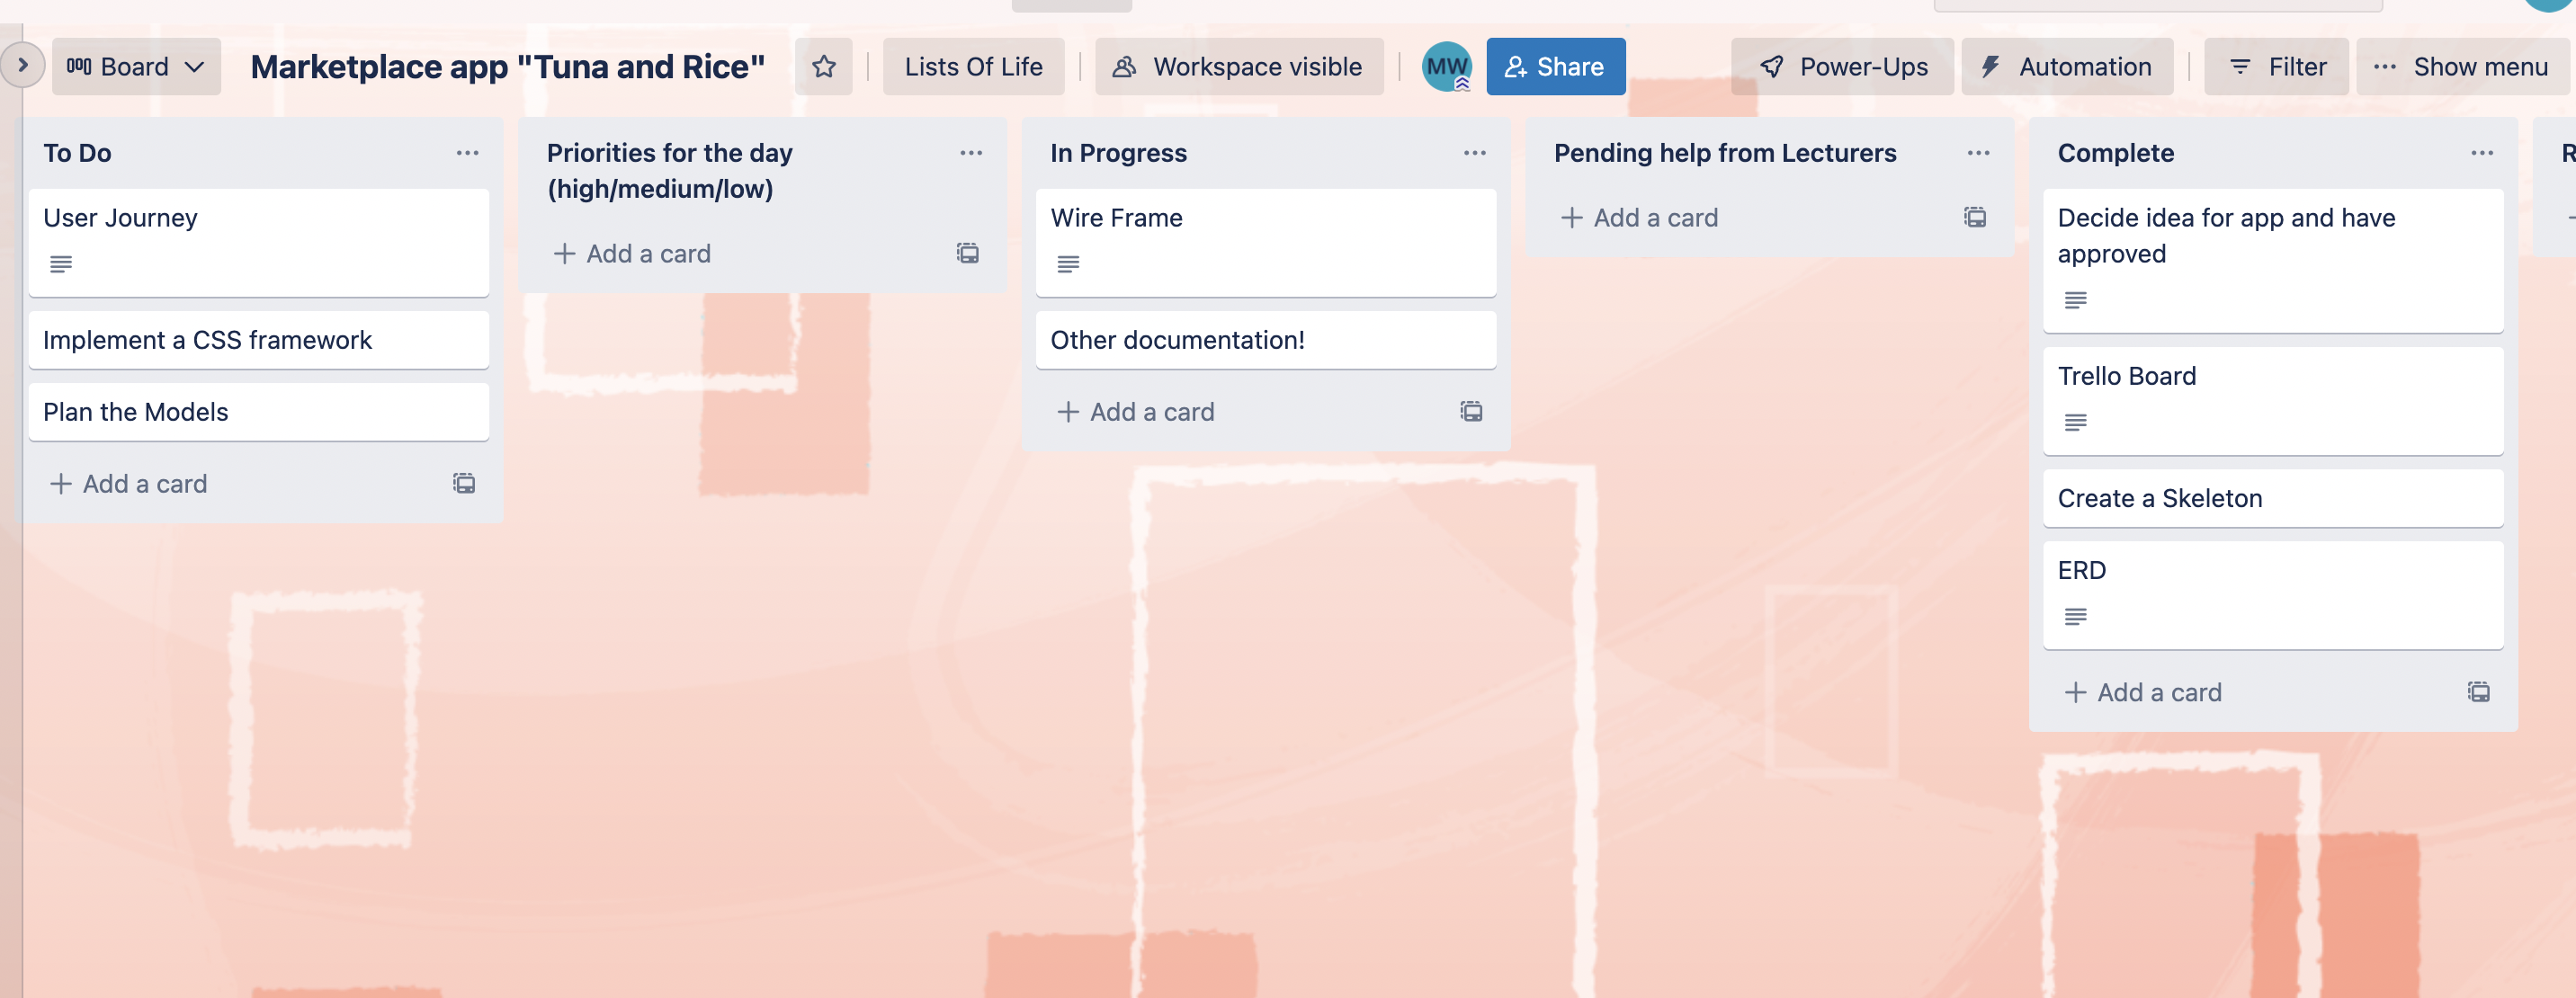 Board
Marketplace app "Tuna and Rice"
Lists Of Life
Workspace visible
MW
Share
Power-Ups
Automation
Filter
Show menu
To Do
User Journey
Implement a CSS framework
Plan the Models
Add a card
Priorities for the day
(high/medium/low)
Add a card
In Progress
Wire Frame
Other documentation!
Add a card
Pending help from Lecturers
Add a card
Complete
Decide idea for app and have
approved
Trello Board
Create a Skeleton
ERD
Add a card